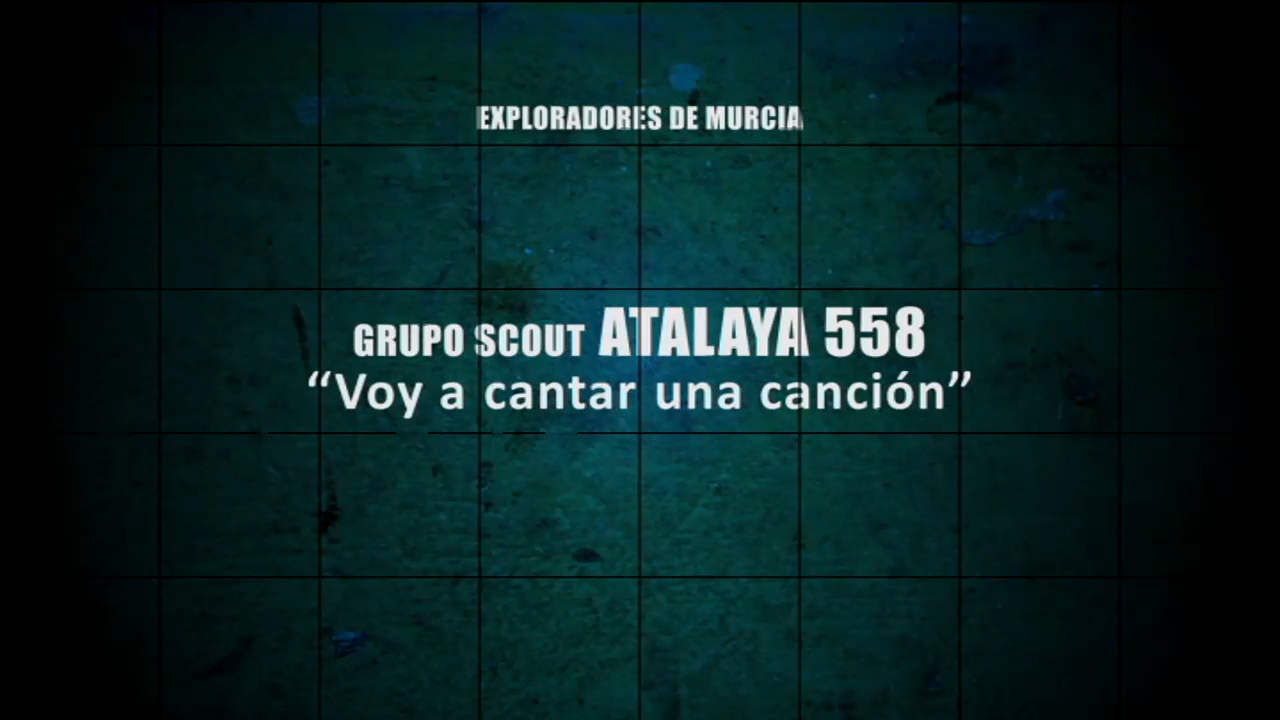 EXPLORADORES DE MURCIA
GRUPO SCOUT ATALAYA 558
“Voy a cantar una canción”